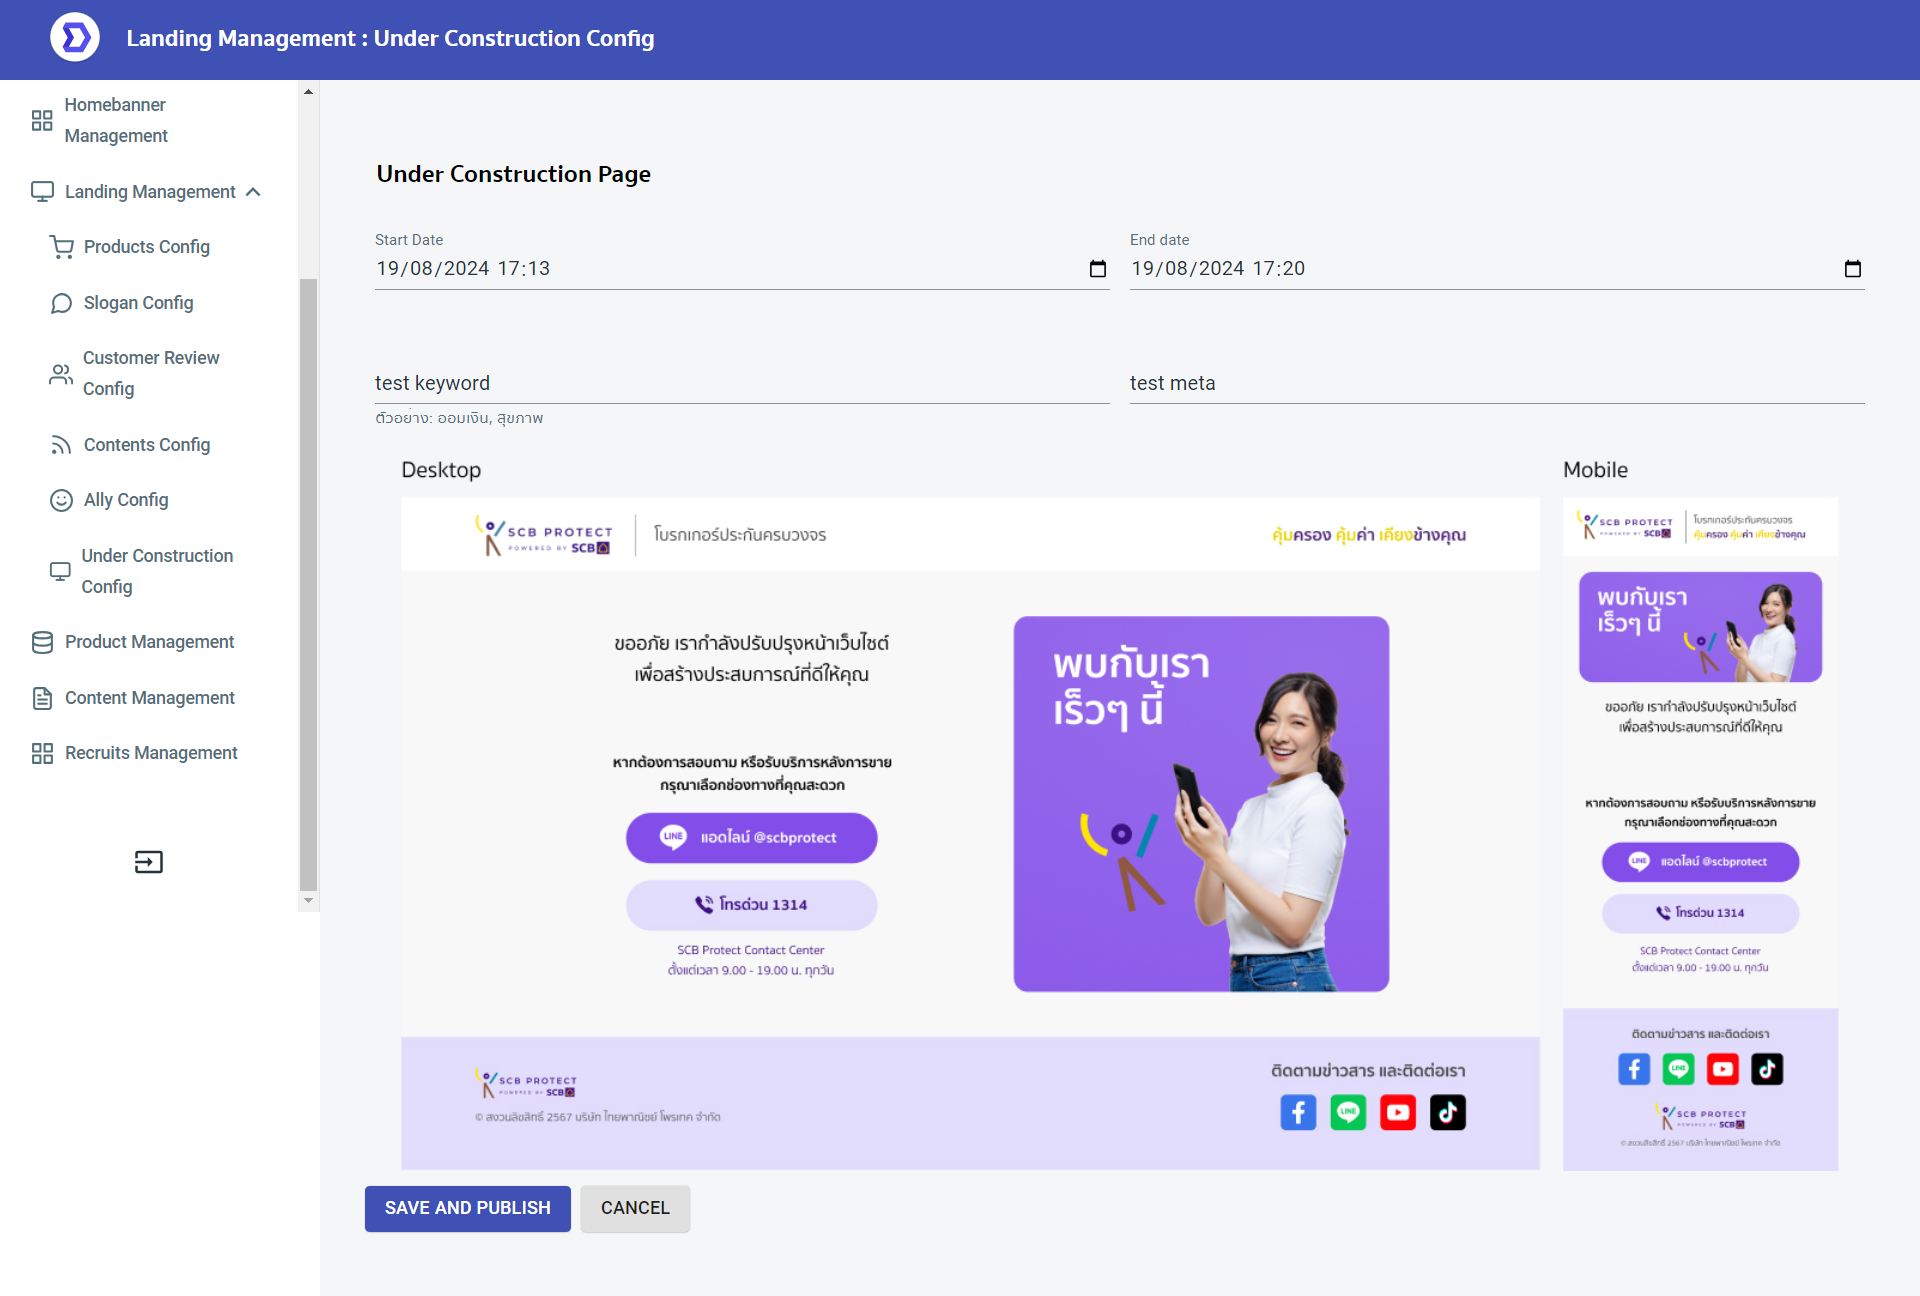 Landing Management : Under Construction Config
Homebanner
Management
Landing Management
Products Config
Slogan Config
Customer Review
Config
Contents Config
Ally Config
Under Construction
Config
Product Management
Content Management
Recruits Management
Under Construction Page
Start Date
19/08/2024 17:13
End date
19/08/2024 17:20
test keyword
ตัวอย่าง: ออมเงิน, สุขภาพ
test meta
Desktop
SCB PROTECT
POWERED BY SCB
โบรกเกอร์ประกันครบวงจร
คุ้มครอง คุ้มค่า เคียงข้างคุณ
ขออภัย เรากำลังปรับปรุงหน้าเว็บไซต์
เพื่อสร้างประสบการณ์ที่ดีให้คุณ
หากต้องการสอบถาม หรือรับบริการหลังการขาย
กรุณาเลือกช่องทางที่คุณสะดวก
LINE แอดไลน์ @scbprotect
โทรด่วน 1314
SCB Protect Contact Center
ตั้งแต่เวลา 9.00 - 19.00 น. ทุกวัน
พบกับเรา
เร็วๆ นี้
SCB PROTECT
POWERED BY SCB
© สงวนลิขสิทธิ์ 2567 บริษัท ไทยพาณิชย์ โพรเทค จำกัด
ติดตามข่าวสาร และติดต่อเรา
LINE
Mobile
SCB PROTECT
POWERED BY SCB
โบรกเกอร์ประกันครบวงจร
คุ้มครอง คุ้มค่า เคียงข้างคุณ
พบกับเรา
เร็วๆ นี้
ขออภัย เรากำลังปรับปรุงหน้าเว็บไซต์
เพื่อสร้างประสบการณ์ที่ดีให้คุณ
หากต้องการสอบถาม หรือรับบริการหลังการขาย
กรุณาเลือกช่องทางที่คุณสะดวก
LINE แอดไลน์ @scbprotect
โทรด่วน 1314
SCB Protect Contact Center
ตั้งแต่เวลา 9.00 - 19.00 น. ทุกวัน
ติดตามข่าวสาร และติดต่อเรา
LINE
SCB PROTECT
POWERED BY SCB
© สงวนลิขสิทธิ์ 2567 บริษัท ไทยพาณิชย์ โพรเทค จำกัด
SAVE AND PUBLISH
CANCEL